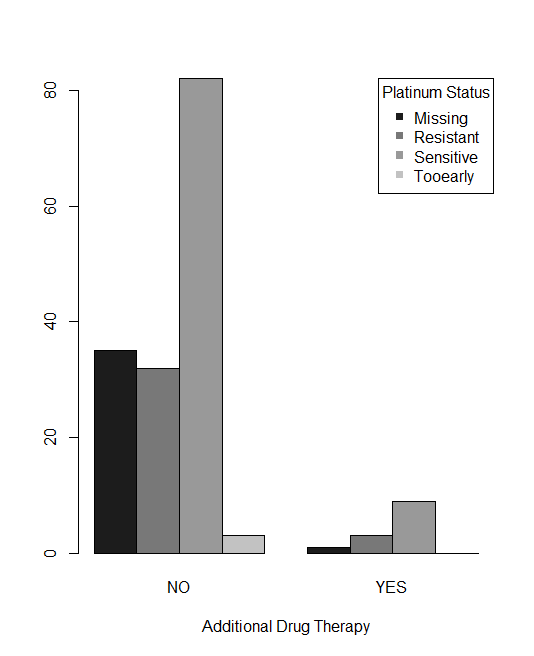 80
60
40
20
0
Platinum Status
Missing
Resistant
Sensitive
Tooearly
NO YES
Additional Drug Therapy